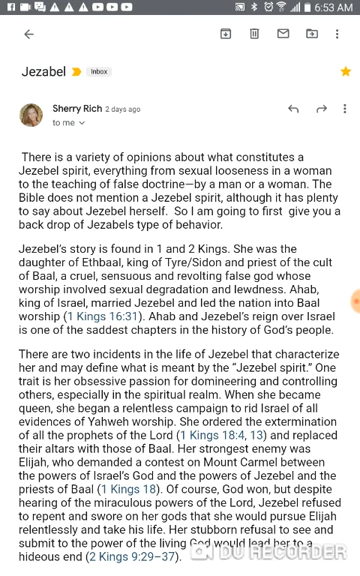 6:53 AM
Jezabel Inbox
Sherry Rich 2 days ago
to me
There is a variety of opinions about what constitutes a
Jezebel spirit, everything from sexual looseness in a woman
to the teaching of false doctrine—by a man or a woman. The
Bible does not mention a Jezebel spirit, although it has plenty
to say about Jezebel herself.  So I am going to first  give you a
back drop of Jezabels type of behavior.
Jezebel’s story is found in 1 and 2 Kings. She was the
daughter of Ethbaal, king of Tyre/Sidon and priest of the cult
of Baal, a cruel, sensuous and revolting false god whose
worship involved sexual degradation and lewdness. Ahab,
king of Israel, married Jezebel and led the nation into Baal
worship (1 Kings 16:31). Ahab and Jezebel’s reign over Israel
is one of the saddest chapters in the history of God’s people.
There are two incidents in the life of Jezebel that characterize
her and may define what is meant by the “Jezebel spirit.” One
trait is her obsessive passion for domineering and controlling
others, especially in the spiritual realm. When she became
queen, she began a relentless campaign to rid Israel of all
evidences of Yahweh worship. She ordered the extermination
of all the prophets of the Lord (1 Kings 18:4, 13) and replaced
their altars with those of Baal. Her strongest enemy was
Elijah, who demanded a contest on Mount Carmel between
the powers of Israel’s God and the powers of Jezebel and the
priests of Baal (1 Kings 18). Of course, God won, but despite
hearing of the miraculous powers of the Lord, Jezebel refused
to repent and swore on her gods that she would pursue Elijah
relentlessly and take his life. Her stubborn refusal to see and
submit to the power of the living God would lead her to a
hideous end (2 Kings 9:29–37).
DU RECORDER